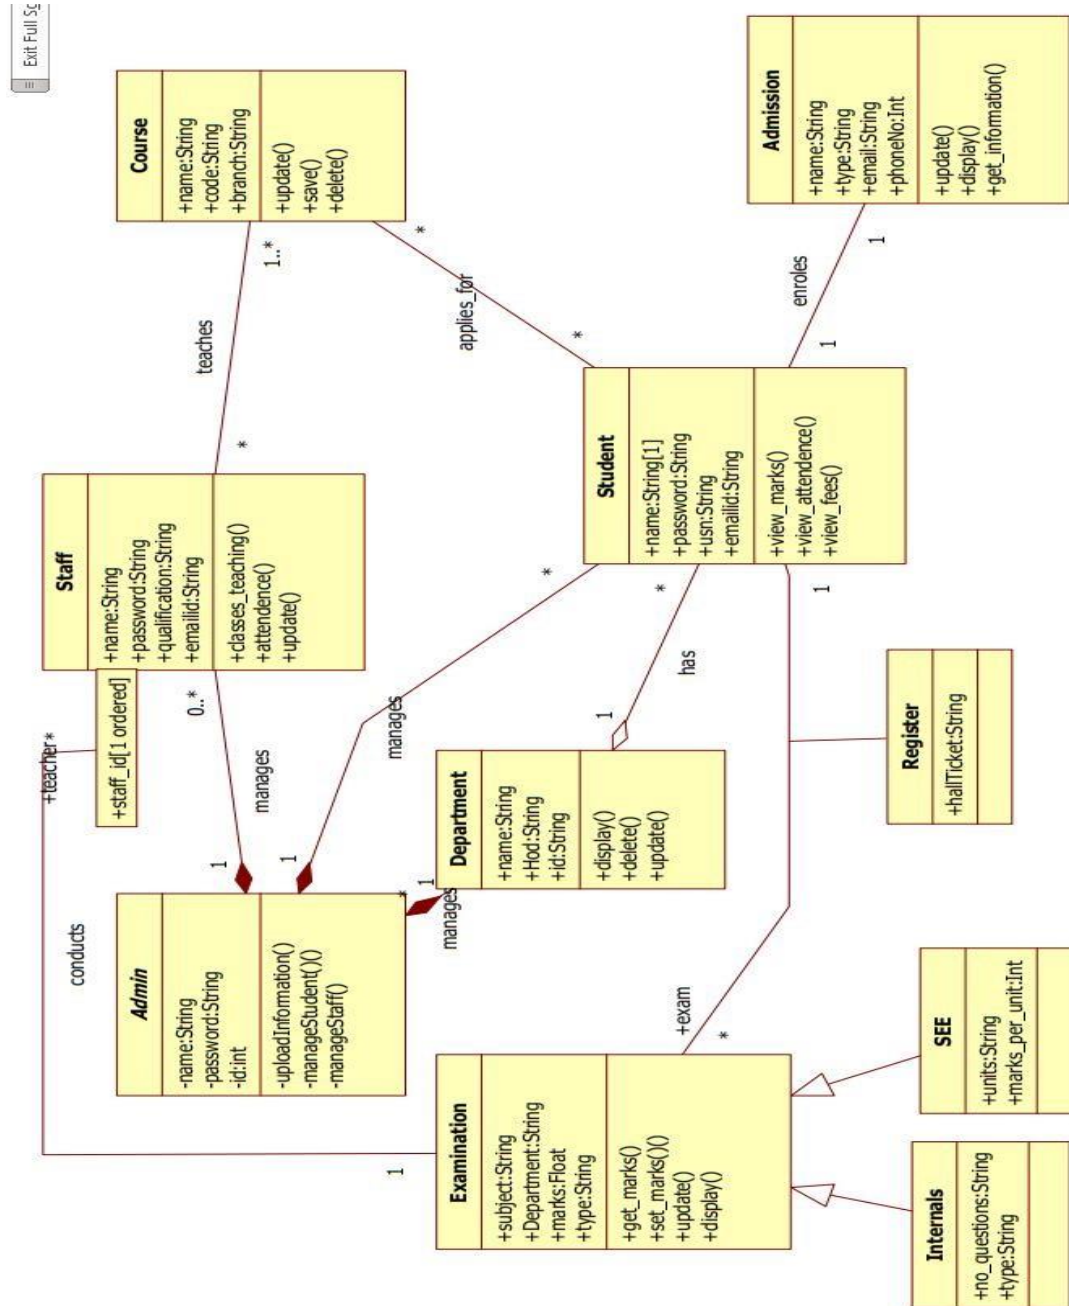 Exit Full
conducts
1
+teacher
*
+staff_id[1 ordered]
Staff
+name:String
+password:String
+qualification:String
+emailid:String
+classes_teaching()
+attendence()
+update()
teaches
*
1..*
Course
+name:String
+code:String
+branch:String
+update()
+save()
+delete()
Admin
-name:String
-password:String
-id:int
-uploadInformation()
-manageStudent()()
-manageStaff()
manages
1
0..*
manages
1
*
manages
*
1
applies_for
*
*
Examination
+subject:String
+Department:String
+marks:Float
+type:String
+get_marks()
+set_marks()()
+update()
+display()
Department
+name:String
+Hod:String
+id:String
+display()
+delete()
+update()
has
1
*
Student
+name:String[1]
+password:String
+usn:String
+emailid:String
+view_marks()
+view_attendence()
+view_fees()
enroles
1
1
Admission
+name:String
+type:String
+email:String
+phoneNo:Int
+update()
+display()
+get_information()
+exam
*
1
Register
+hallTicket:String
Internals
+no_questions:String
+type:String
SEE
+units:String
+marks_per_unit:Int